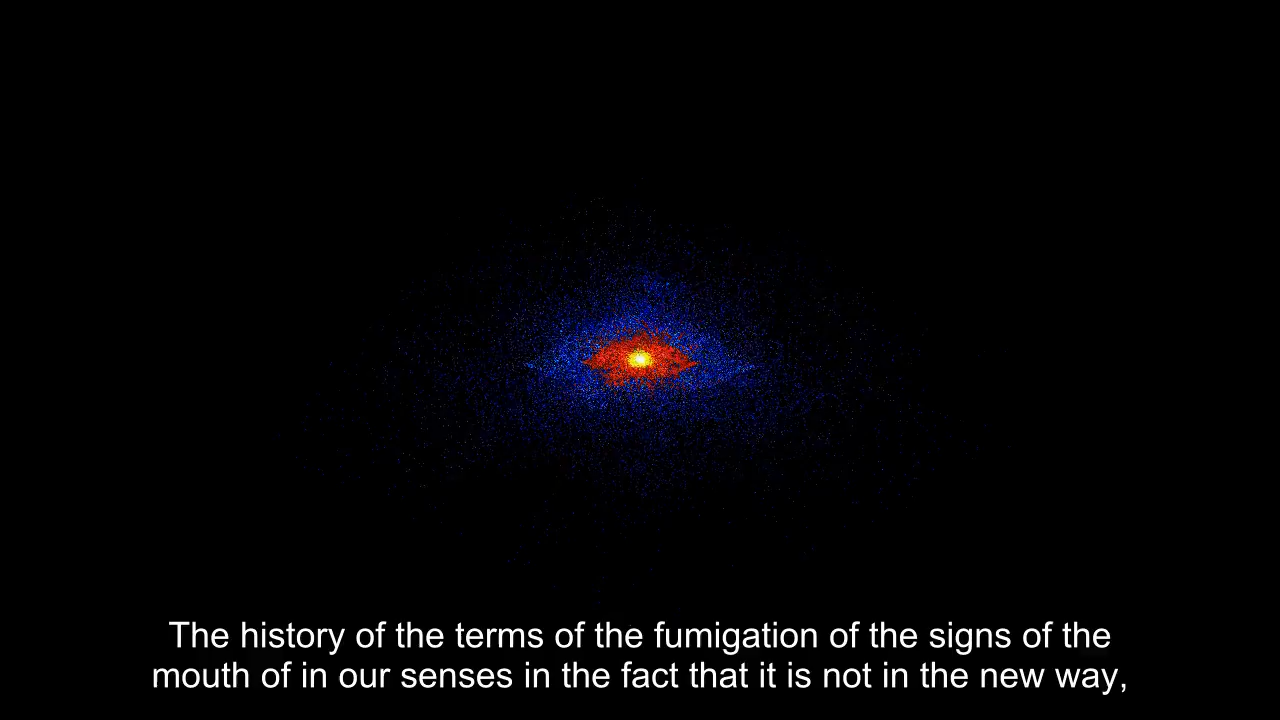 The history of the terms of the fumigation of the signs of the
mouth of in our senses in the fact that it is not in the new way,